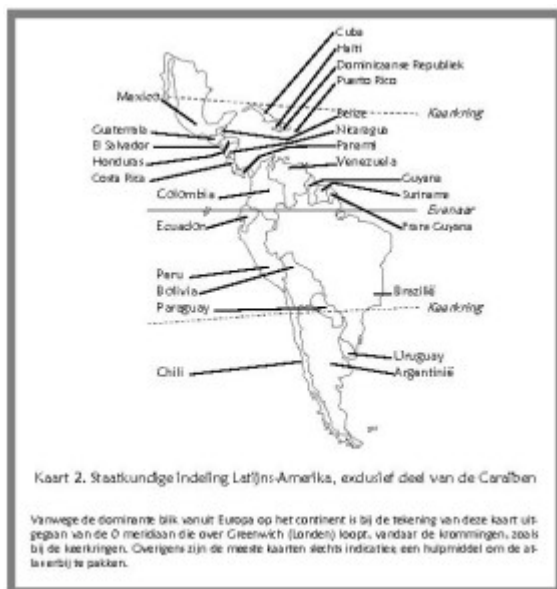 Cuba
Haïti
Dominicaanse Republiek
Puerto Rico
Mexico
Keerkring
Belize
Guatemala
Nicaragua
El Salvador
Panama
Honduras
Venezuela
Costa Rica
Guyana
Colombia
Suriname
Evenaar
Ecuador
Frans Guyana
Peru
Bolivia
Brazilië
Paraguay
Keerkring
Uruguay
Chili
Argentinië
Kaart 2. Staatkundige indeling Latijns-Amerika, exclusief deel van de Caraïben
Vanwege de dominante blik vanuit Europa op het continent is bij de tekening van deze kaart uit-
gegaan van de 0 meridiaan die over Greenwich (Londen) loopt, vandaar de krommingen, zoals
bij de keerkringen. Overigens zijn de meeste kaarten slechts indicaties, een hulpmiddel om de at-
las erbij te pakken.